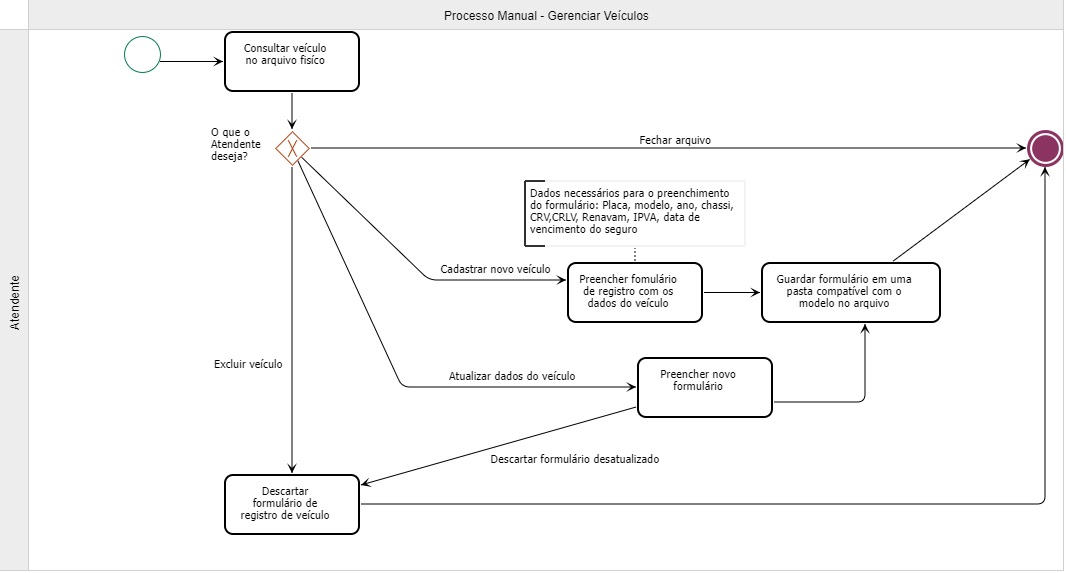 Processo Manual - Gerenciar Veículos
Atendente
Consultar veículo
no arquivo fisíco
O que o
Atendente
deseja?
X
Fechar arquivo
Dados necessários para o preenchimento
do formulário: Placa, modelo, ano, chassi,
CRV,CRLV, Renavam, IPVA, data de
vencimento do seguro
Cadastrar novo veículo
Preencher fomulário
de registro com os
dados do veículo
Guardar formulário em uma
pasta compatível com o
modelo no arquivo
Excluir veículo
Atualizar dados do veículo
Preencher novo
formulário
Descartar formulário desatualizado
Descartar
formulário de
registro de veículo